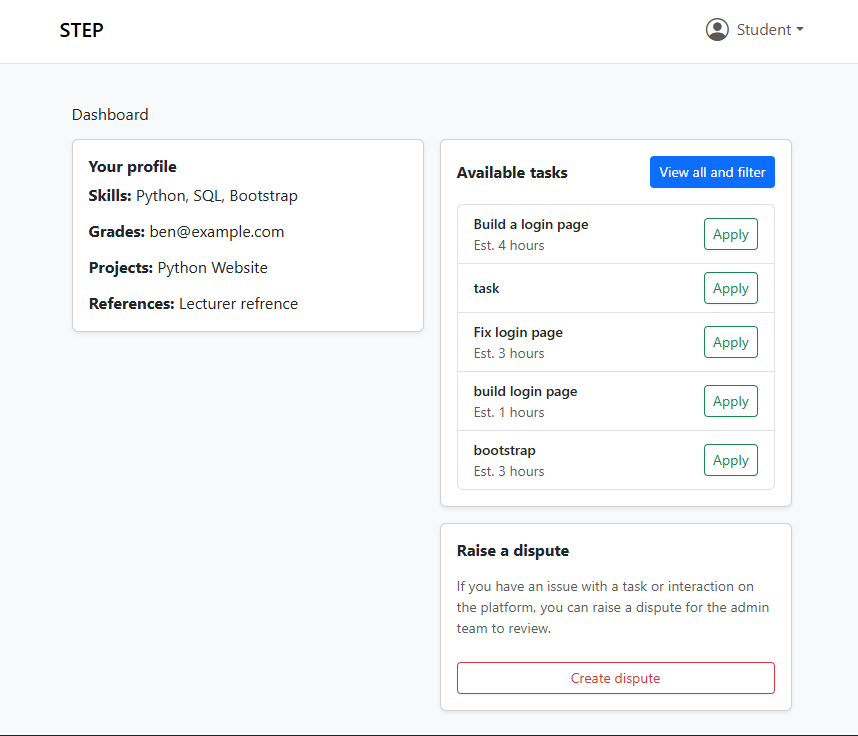 STEP
Student
Dashboard
Your profile
Skills: Python, SQL, Bootstrap
Grades: ben@example.com
Projects: Python Website
References: Lecturer refrence
Available tasks
View all and filter
Build a login page
Est. 4 hours
Apply
task
Apply
Fix login page
Est. 3 hours
Apply
build login page
Est. 1 hours
Apply
bootstrap
Est. 3 hours
Apply
Raise a dispute
If you have an issue with a task or interaction on
the platform, you can raise a dispute for the admin
team to review.
Create dispute